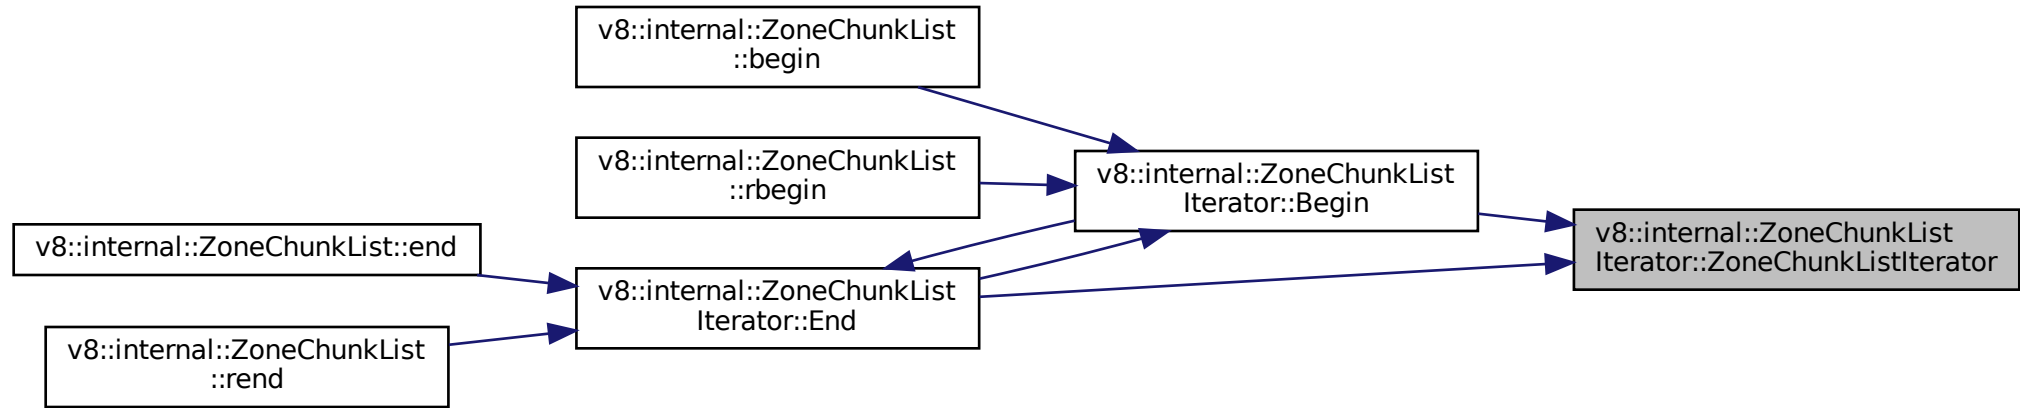 v8::internal::ZoneChunkList
::begin
v8::internal::ZoneChunkList
::rbegin
v8::internal::ZoneChunkList
Iterator::Begin
v8::internal::ZoneChunkList
Iterator::ZoneChunkListIterator
v8::internal::ZoneChunkList::end
v8::internal::ZoneChunkList
Iterator::End
v8::internal::ZoneChunkList
::rend